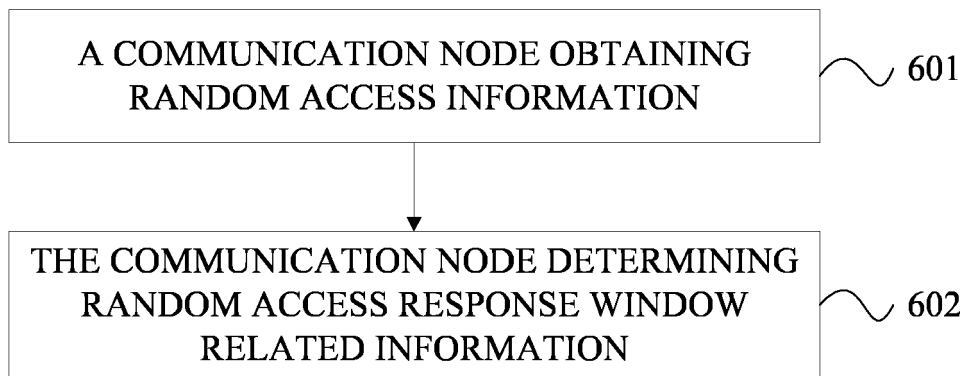 A COMMUNICATION NODE OBTAINING
RANDOM ACCESS INFORMATION
601
THE COMMUNICATION NODE DETERMINING
RANDOM ACCESS RESPONSE WINDOW
RELATED INFORMATION
602